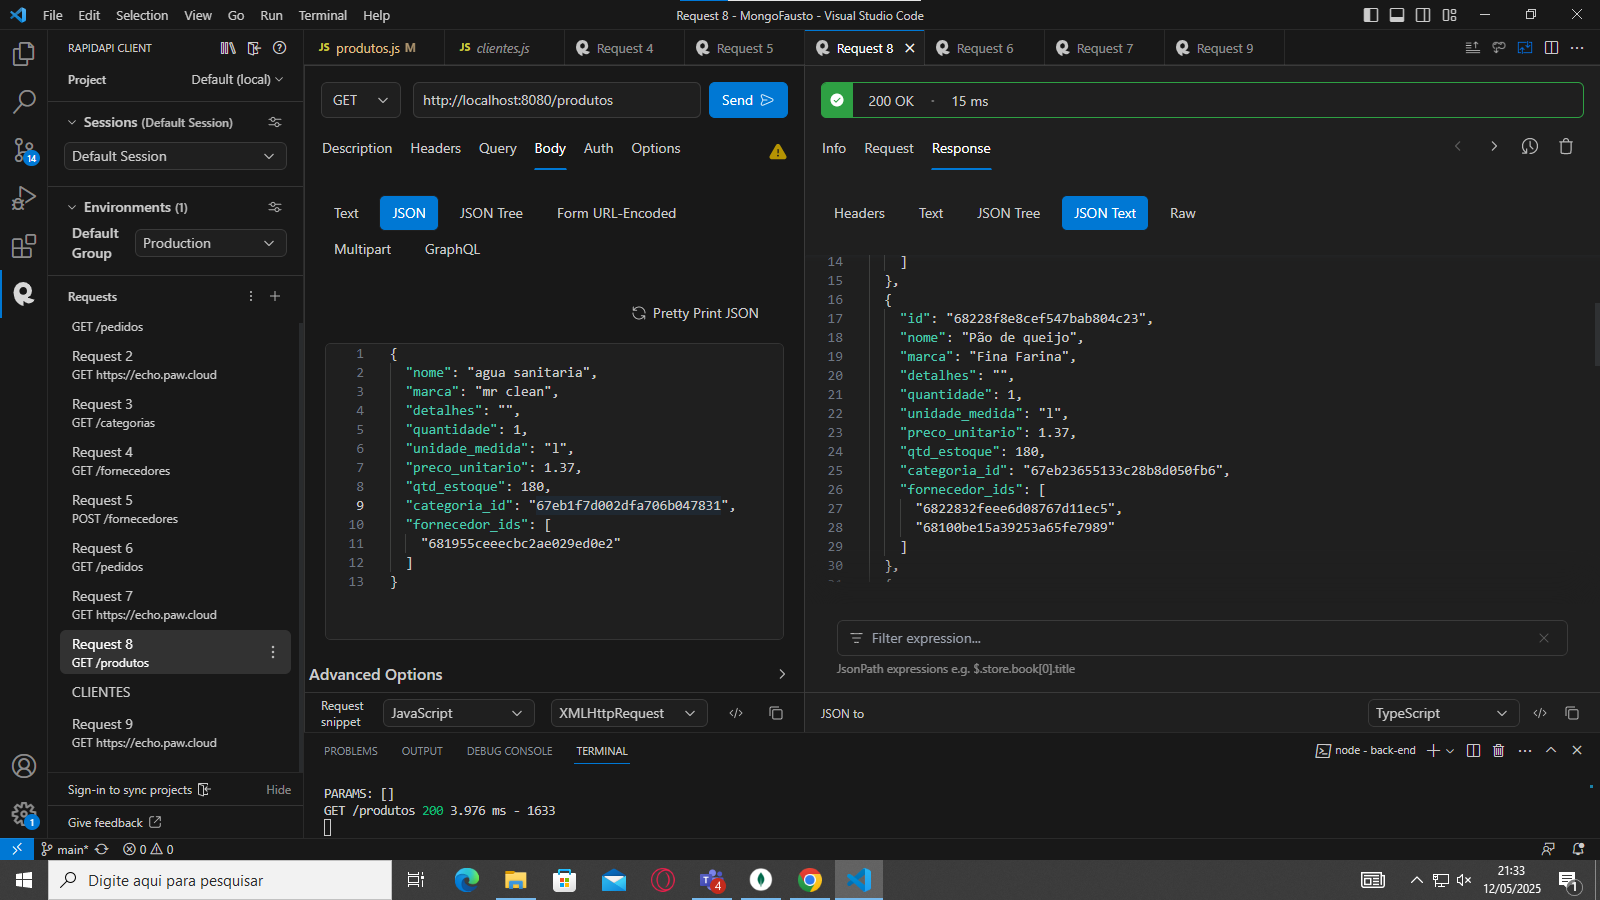 File Edit Selection View Go Run Terminal Help
Request 8 - MongoFausto - Visual Studio Code
RAPIDAPI CLIENT
Project Default (local)
Sessions (Default Session)
Default Session
Environments (1)
Default Group
Production
Requests
GET /pedidos
Request 2
GET https://echo.paw.cloud
Request 3
GET /categorias
Request 4
GET /fornecedores
Request 5
POST /fornecedores
Request 6
GET /pedidos
Request 7
GET https://echo.paw.cloud
Request 8
GET /produtos
CLIENTES
Request 9
GET https://echo.paw.cloud
Sign-in to sync projects Hide
Give feedback
14
1
JS produtos.js M
JS clientes.js
Request 4
Request 5
Request 8
Request 6
Request 7
Request 9
GET
http://localhost:8080/produtos
Send
Description Headers Query Body Auth Options
Text JSON JSON Tree Form URL-Encoded
Multipart GraphQL
Pretty Print JSON
1 {
2 "nome": "agua sanitaria",
3 "marca": "mr clean",
4 "detalhes": "",
5 "quantidade": 1,
6 "unidade_medida": "l",
7 "preco_unitario": 1.37,
8 "qtd_estoque": 180,
9 "categoria_id": "67eb1f7d002dfa706b047831",
10 "fornecedor_ids": [
11 "681955ceeecbc2ae029ed0e2"
12 ]
13 }
Advanced Options
Request snippet
JavaScript
XMLHttpRequest
200 OK · 15 ms
Info Request Response
Headers Text JSON Tree JSON Text Raw
14 ]
15 },
16 {
17 "id": "68228f8e8cef547bab804c23",
18 "nome": "Pão de queijo",
19 "marca": "Fina Farina",
20 "detalhes": "",
21 "quantidade": 1,
22 "unidade_medida": "l",
23 "preco_unitario": 1.37,
24 "qtd_estoque": 180,
25 "categoria_id": "67eb23655133c28b8d050fb6",
26 "fornecedor_ids": [
27 "6822832feee6d08767d11ec5",
28 "68100be15a39253a65fe7989"
29 ]
30 },
Filter expression...
JsonPath expressions e.g. $.store.book[0].title
JSON to
TypeScript
PROBLEMS OUTPUT DEBUG CONSOLE TERMINAL
node - back-end
PARAMS: []
GET /produtos 200 3.976 ms - 1633
main* 0 0
Digite aqui para pesquisar
4
21:33
12/05/2025
1